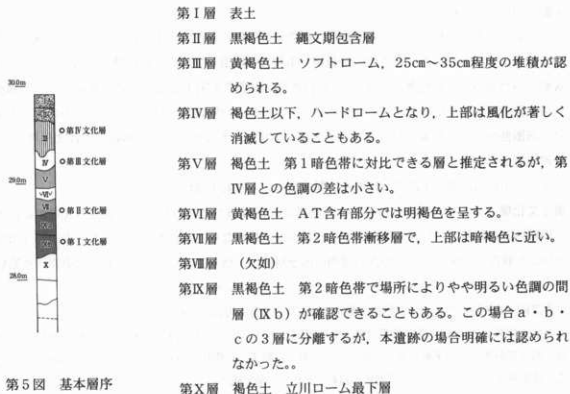 第Ⅰ層 表土
第Ⅱ層 黒褐色土 縄文期包含層
第Ⅲ層 黄褐色土 ソフトローム，25㎝～35㎝程度の堆積が認
められる。
第Ⅳ層 褐色土以下，ハードロームとなり，上部は風化が著しく
消滅していることもある。
第Ⅴ層 褐色土 第１暗色帯に対比できる層と推定されるが，第
Ⅳ層との色調の差は小さい。
第Ⅵ層 黄褐色土 ＡＴ含有部分では明褐色を呈する。
第Ⅶ層 黒褐色土 第２暗色帯漸移層で，上部は暗褐色に近い。
第Ⅷ層 （欠如）
第Ⅸ層 黒褐色土 第２暗色帯で場所によりやや明るい色調の間
層（Ⅸｂ）が確認できることもある。この場合ａ・ｂ・
ｃの３層に分離するが，本遺跡の場合明確には認められ
なかった。。
第Ⅹ層 褐色土 立川ローム最下層
30.0m
Ⅲ
○第Ⅳ文化層
Ⅳ
○第Ⅲ文化層
29.0m
Ⅴ
Ⅵ
Ⅶ
○第Ⅱ文化層
○第Ⅰ文化層
Ⅹ
28.0m
第５図 基本層序